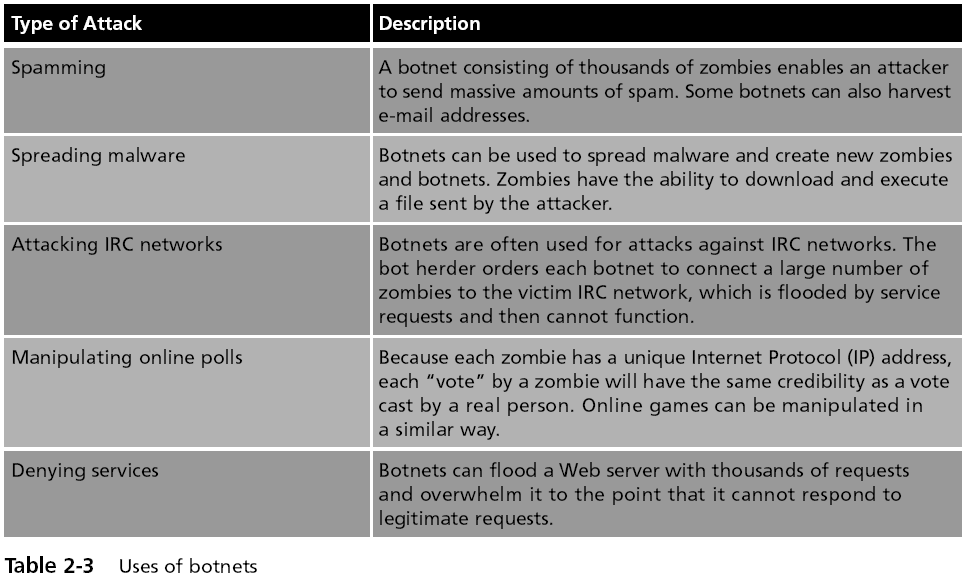 Type of Attack
Description
Spamming
A botnet consisting of thousands of zombies enables an attacker
to send massive amounts of spam. Some botnets can also harvest
e-mail addresses.
Spreading malware
Botnets can be used to spread malware and create new zombies
and botnets. Zombies have the ability to download and execute
a file sent by the attacker.
Attacking IRC networks
Botnets are often used for attacks against IRC networks. The
bot herder orders each botnet to connect a large number of
zombies to the victim IRC network, which is flooded by service
requests and then cannot function.
Manipulating online polls
Because each zombie has a unique Internet Protocol (IP) address,
each “vote” by a zombie will have the same credibility as a vote
cast by a real person. Online games can be manipulated in
a similar way.
Denying services
Botnets can flood a Web server with thousands of requests
and overwhelm it to the point that it cannot respond to
legitimate requests.
Table 2-3 Uses of botnets